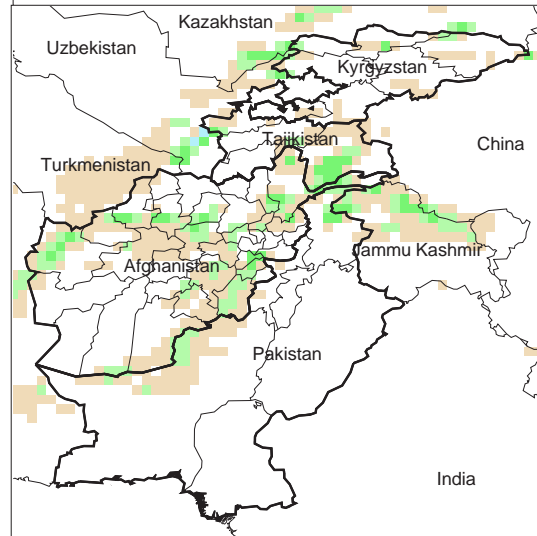 Kazakhstan
Uzbekistan
Kyrgyzstan
Tajikistan
China
Turkmenistan
Jammu Kashmir
Afghanistan
Pakistan
India